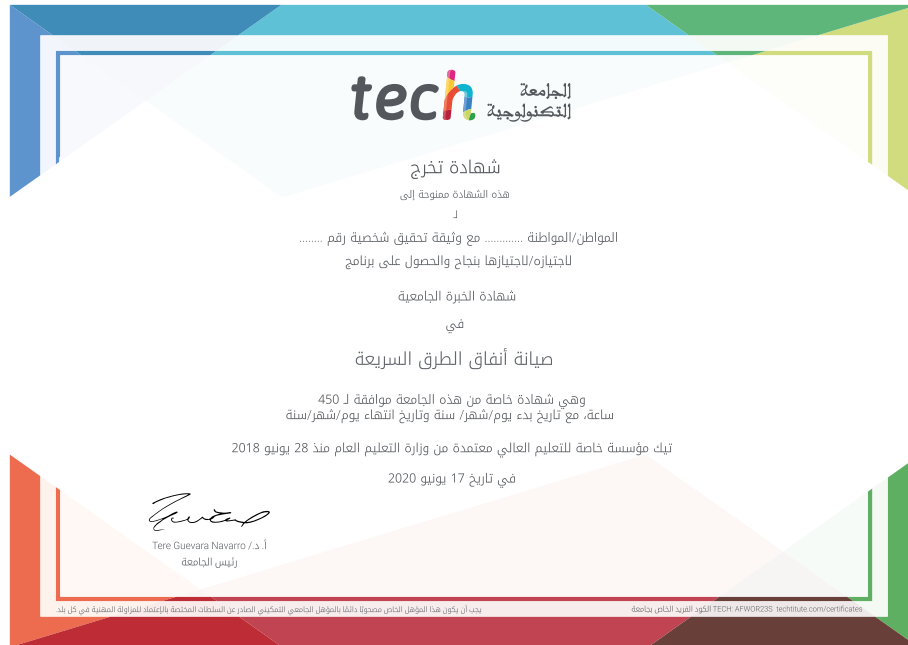 tech الجامعة
التكنولوجية
شهادة تخرج
هذه الشهادة ممنوحة إلى
لـ
المواطن/المواطنة ............ مع وثيقة تحقيق شخصية رقم ........
لاجتيازه/لاجتيازها بنجاح والحصول على برنامج
شهادة الخبرة الجامعية
في
صيانة أنفاق الطرق السريعة
وهي شهادة خاصة من هذه الجامعة موافقة لـ 450
ساعة، مع تاريخ بدء يوم/شهر/ سنة وتاريخ انتهاء يوم/شهر/سنة
تيك مؤسسة خاصة للتعليم العالي معتمدة من وزارة التعليم العام منذ 28 يونيو 2018
في تاريخ 17 يونيو 2020
أ. د./ Tere Guevara Navarro
رئيس الجامعة
يجب أن يكون هذا المؤهل الخاص مصحوبًا دائمًا بالمؤهل الجامعي التمكيني الصادر عن السلطات المختصة بالإعتماد للمزاولة المهنية في كل بلد.
الكود الفريد الخاص بجامعة TECH: AFWOR23S techtitute.com/certificates